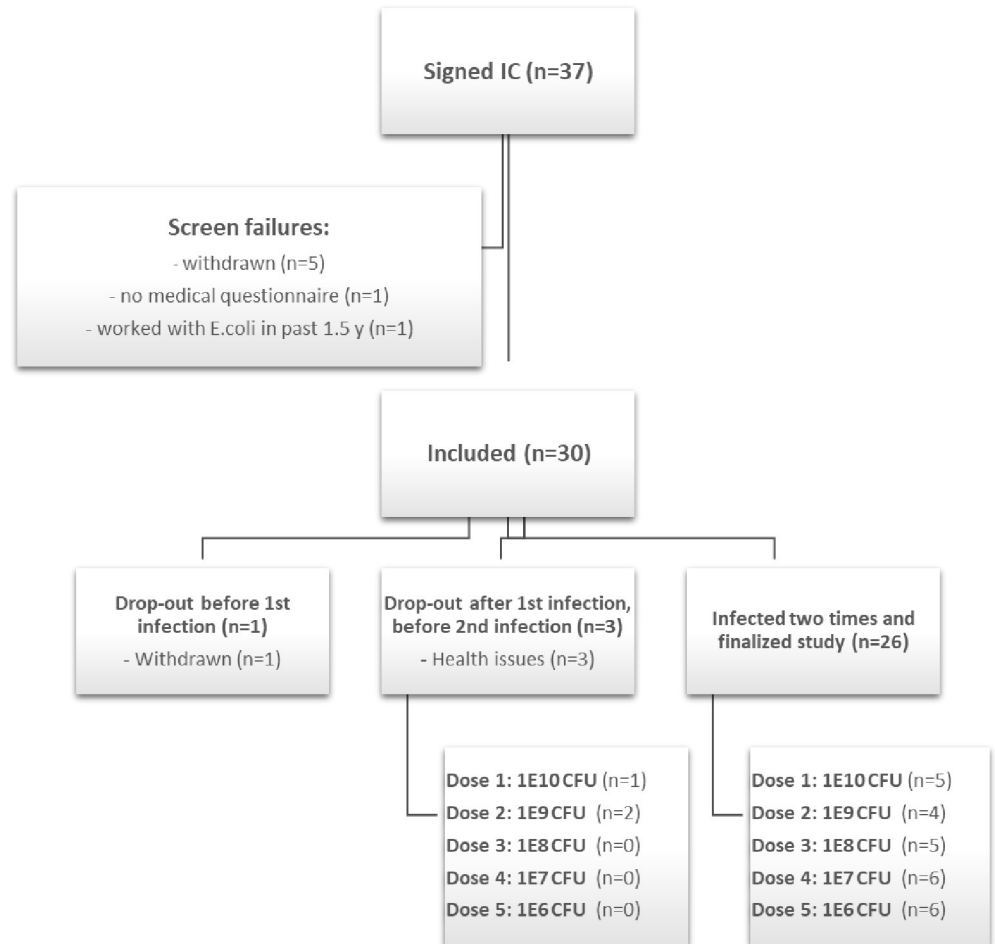 Signed IC (n=37)
Screen failures:
- withdrawn (n=5)
- no medical questionnaire (n=1)
- worked with E.coli in past 1.5 y (n=1)
Included (n=30)
Drop-out before 1st
infection (n=1)
- Withdrawn (n=1)
Drop-out after 1st infection,
before 2nd infection (n=3)
- Health issues (n=3)
Infected two times and
finalized study (n=26)
Dose 1: 1E10 CFU (n=1)
Dose 2: 1E9 CFU (n=2)
Dose 3: 1E8 CFU (n=0)
Dose 4: 1E7 CFU (n=0)
Dose 5: 1E6 CFU (n=0)
Dose 1: 1E10 CFU (n=5)
Dose 2: 1E9 CFU (n=4)
Dose 3: 1E8 CFU (n=5)
Dose 4: 1E7 CFU (n=6)
Dose 5: 1E6 CFU (n=6)